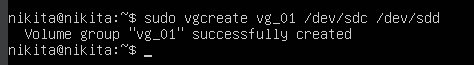 nikita@nikita:~$ sudo vgcreate vg_01 /dev/sdc /dev/sdd
  Volume group "vg_01" successfully created
nikita@nikita:~$ _